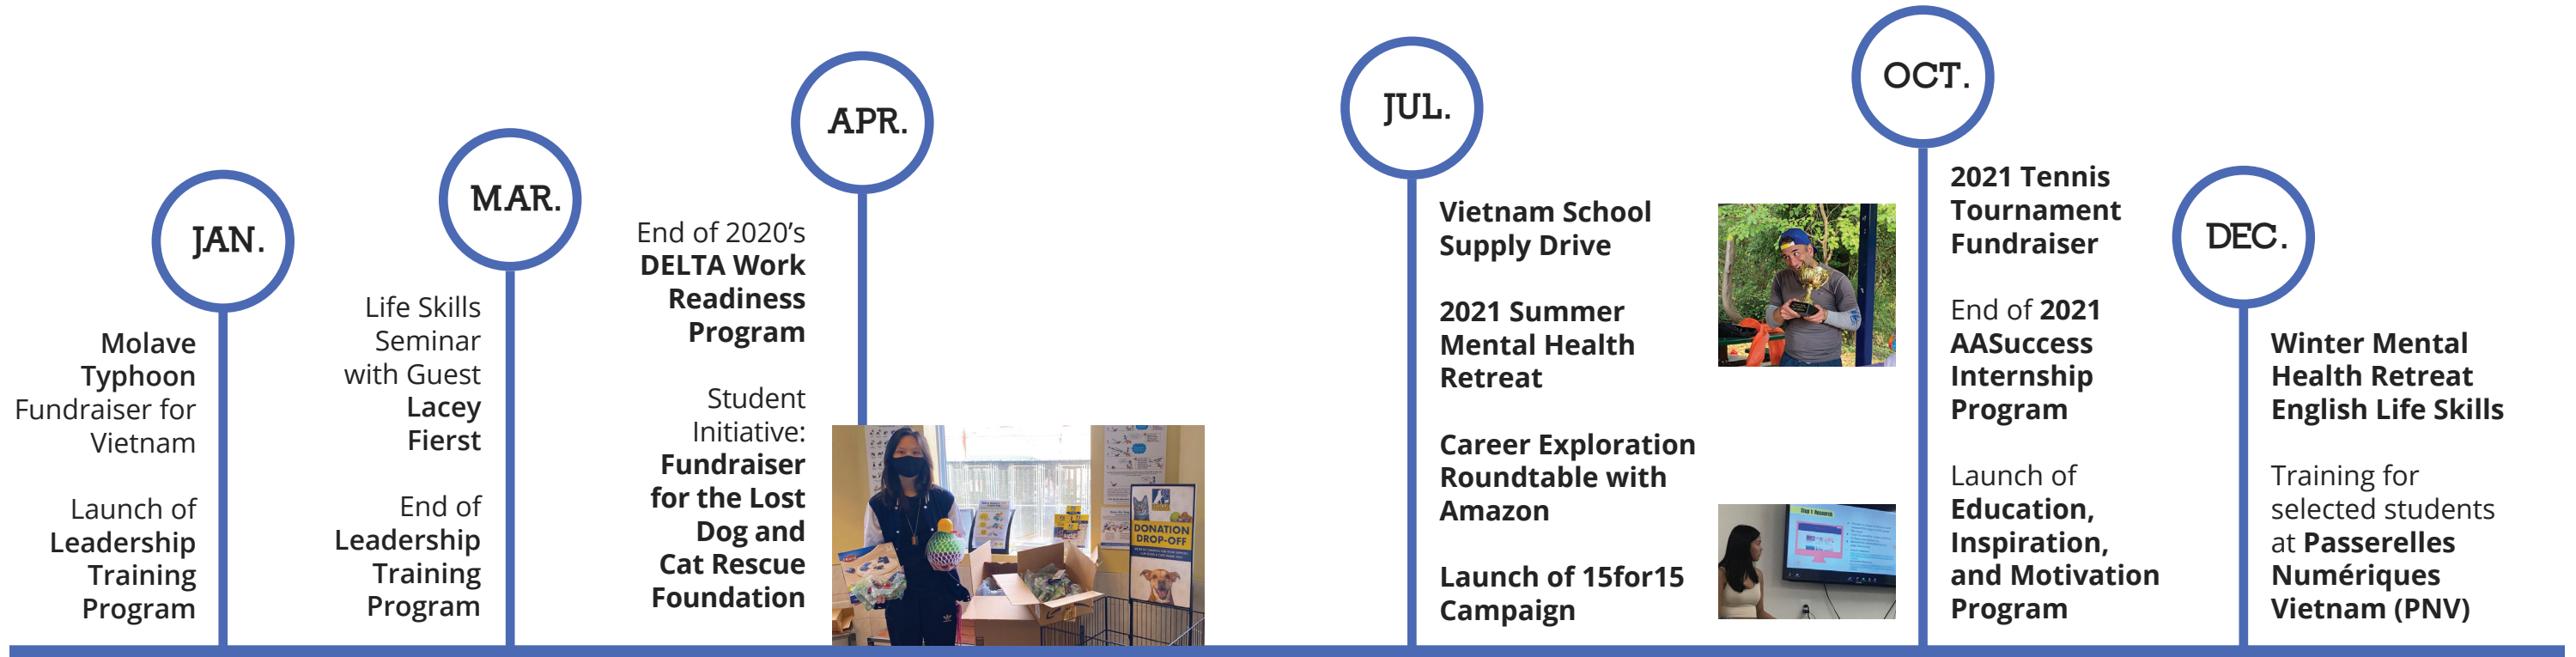 JAN.
Molave
Typhoon
Fundraiser for
Vietnam
Launch of
Leadership
Training
Program
MAR.
Life Skills
Seminar
with Guest
Lacey
Fierst
End of
Leadership
Training
Program
APR.
End of 2020’s
DELTA Work
Readiness
Program
Student
Initiative:
Fundraiser
for the Lost
Dog and
Cat Rescue
Foundation
DONATION
DROP-OFF
JUL.
Vietnam School
Supply Drive
2021 Summer
Mental Health
Retreat
Career Exploration
Roundtable with
Amazon
Launch of 15for15
Campaign
Step 1: Research
OCT.
2021 Tennis
Tournament
Fundraiser
End of 2021
AASuccess
Internship
Program
Launch of
Education,
Inspiration,
and Motivation
Program
DEC.
Winter Mental
Health Retreat
English Life Skills
Training for
selected students
at Passerelles
Numériques
Vietnam (PNV)